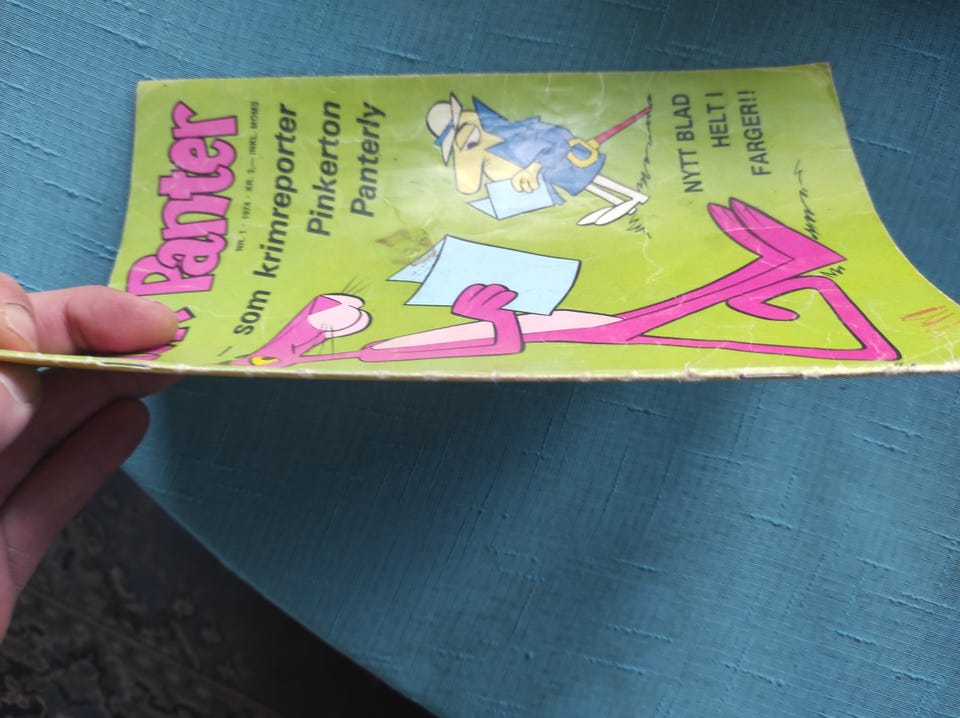 Panter
NR. 1 - 1974 - KR. 3,— INKL. MOMS
som krimreporter
Pinkerton
Panterly
NYTT BLAD
HELT I
FARGER!!